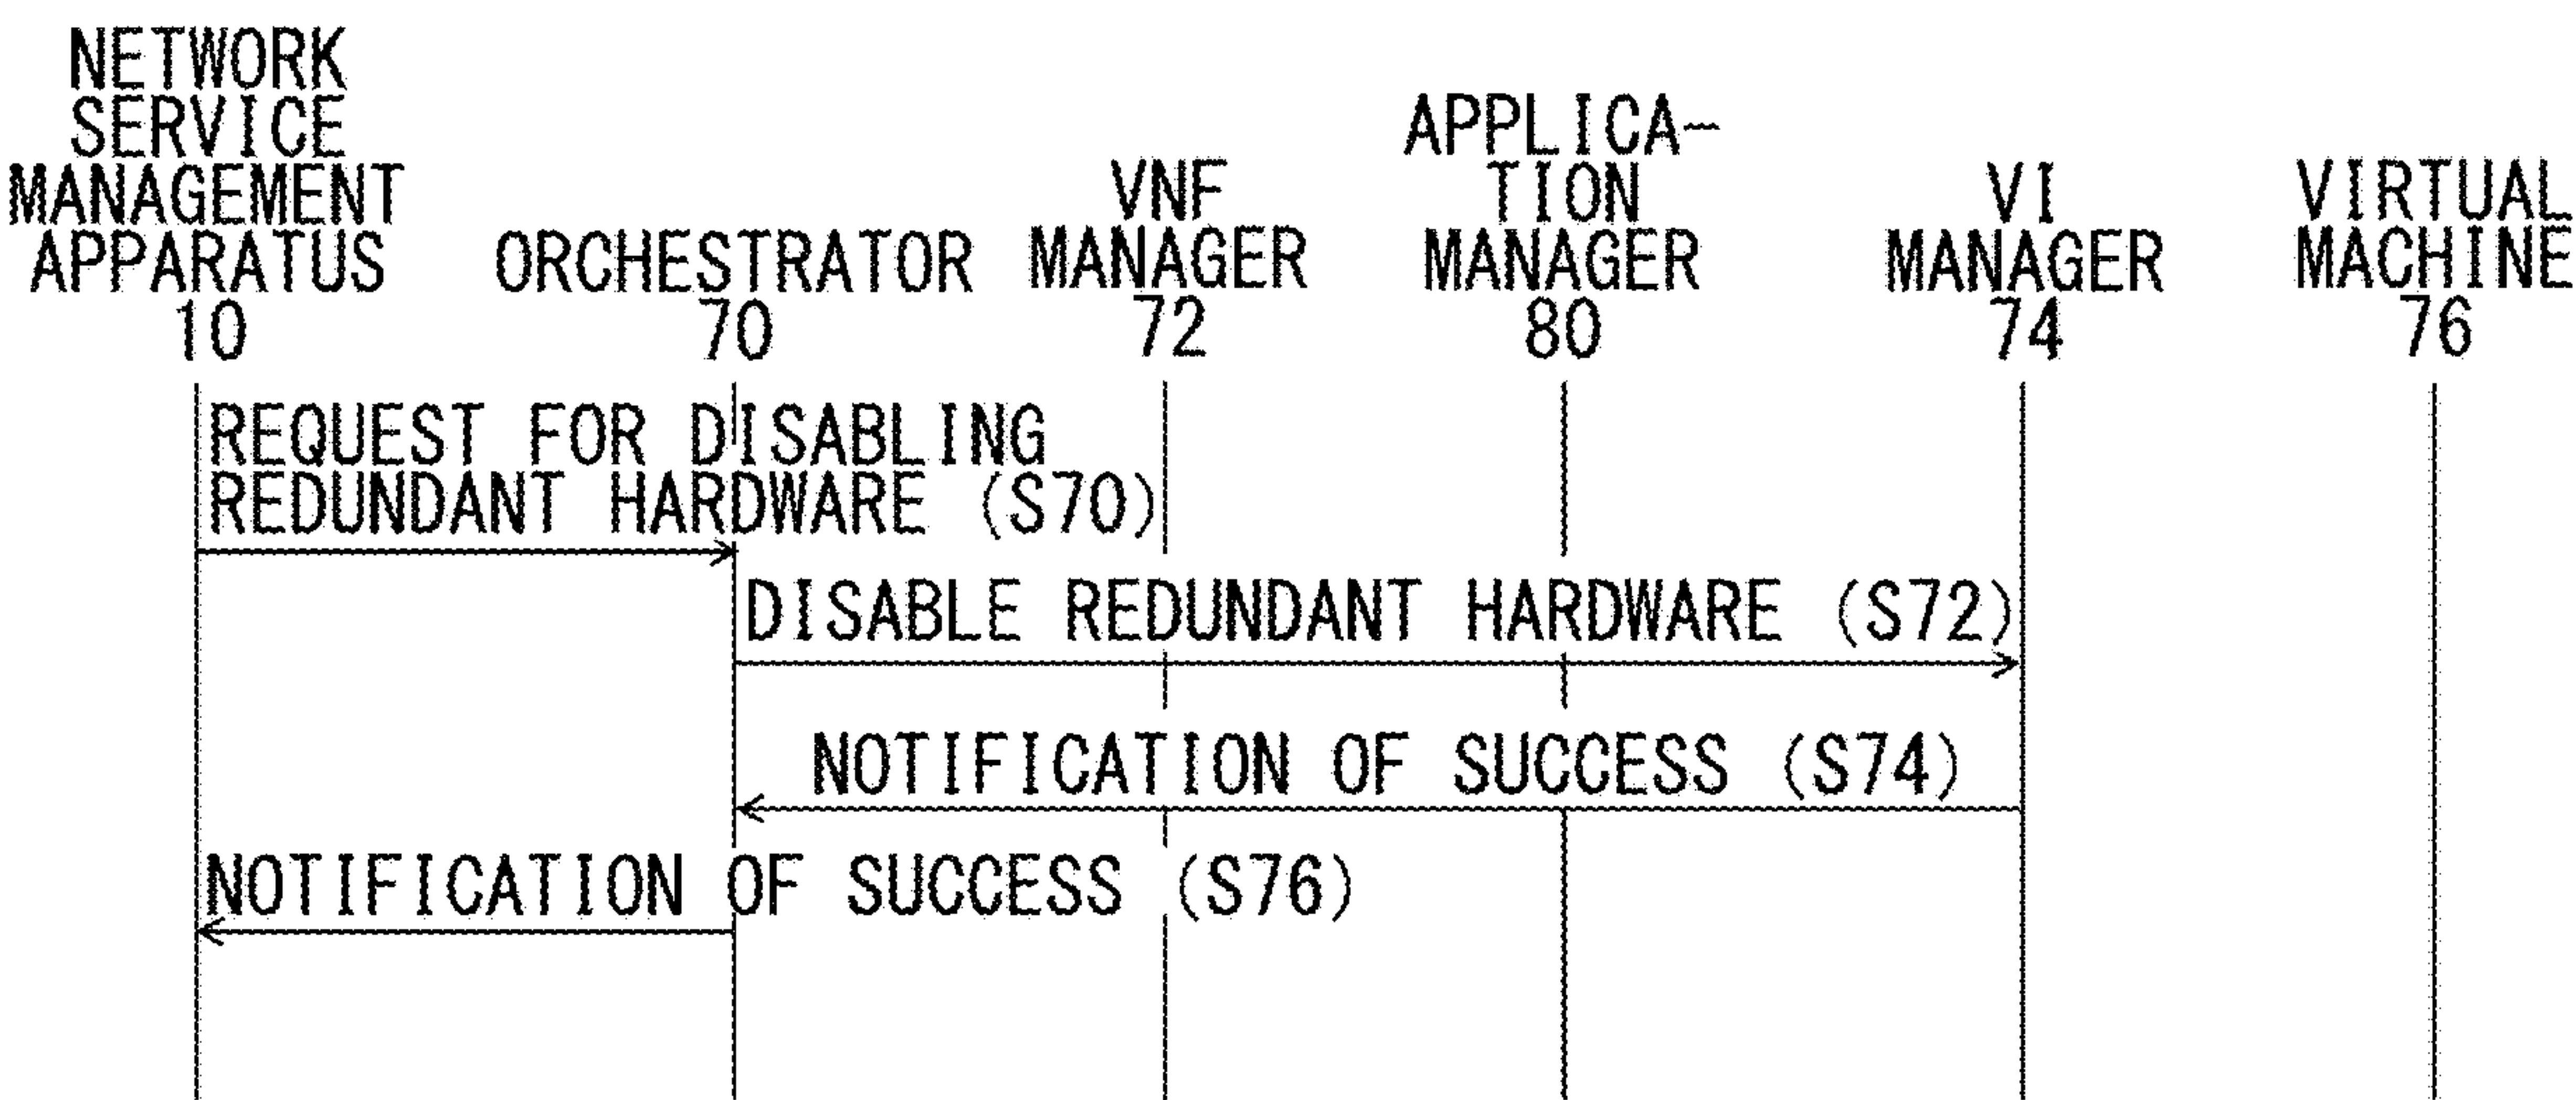 NETWORK
SERVICE
MANAGEMENT
APPARATUS
10
ORCHESTRATOR
70
VNF
MANAGER
72
APPLICA-
TION
MANAGER
80
VI
MANAGER
74
VIRTUAL
MACHINE
76
REQUEST FOR DISABLING
REDUNDANT HARDWARE (S70)
DISABLE REDUNDANT HARDWARE (S72)
NOTIFICATION OF SUCCESS (S74)
NOTIFICATION OF SUCCESS (S76)